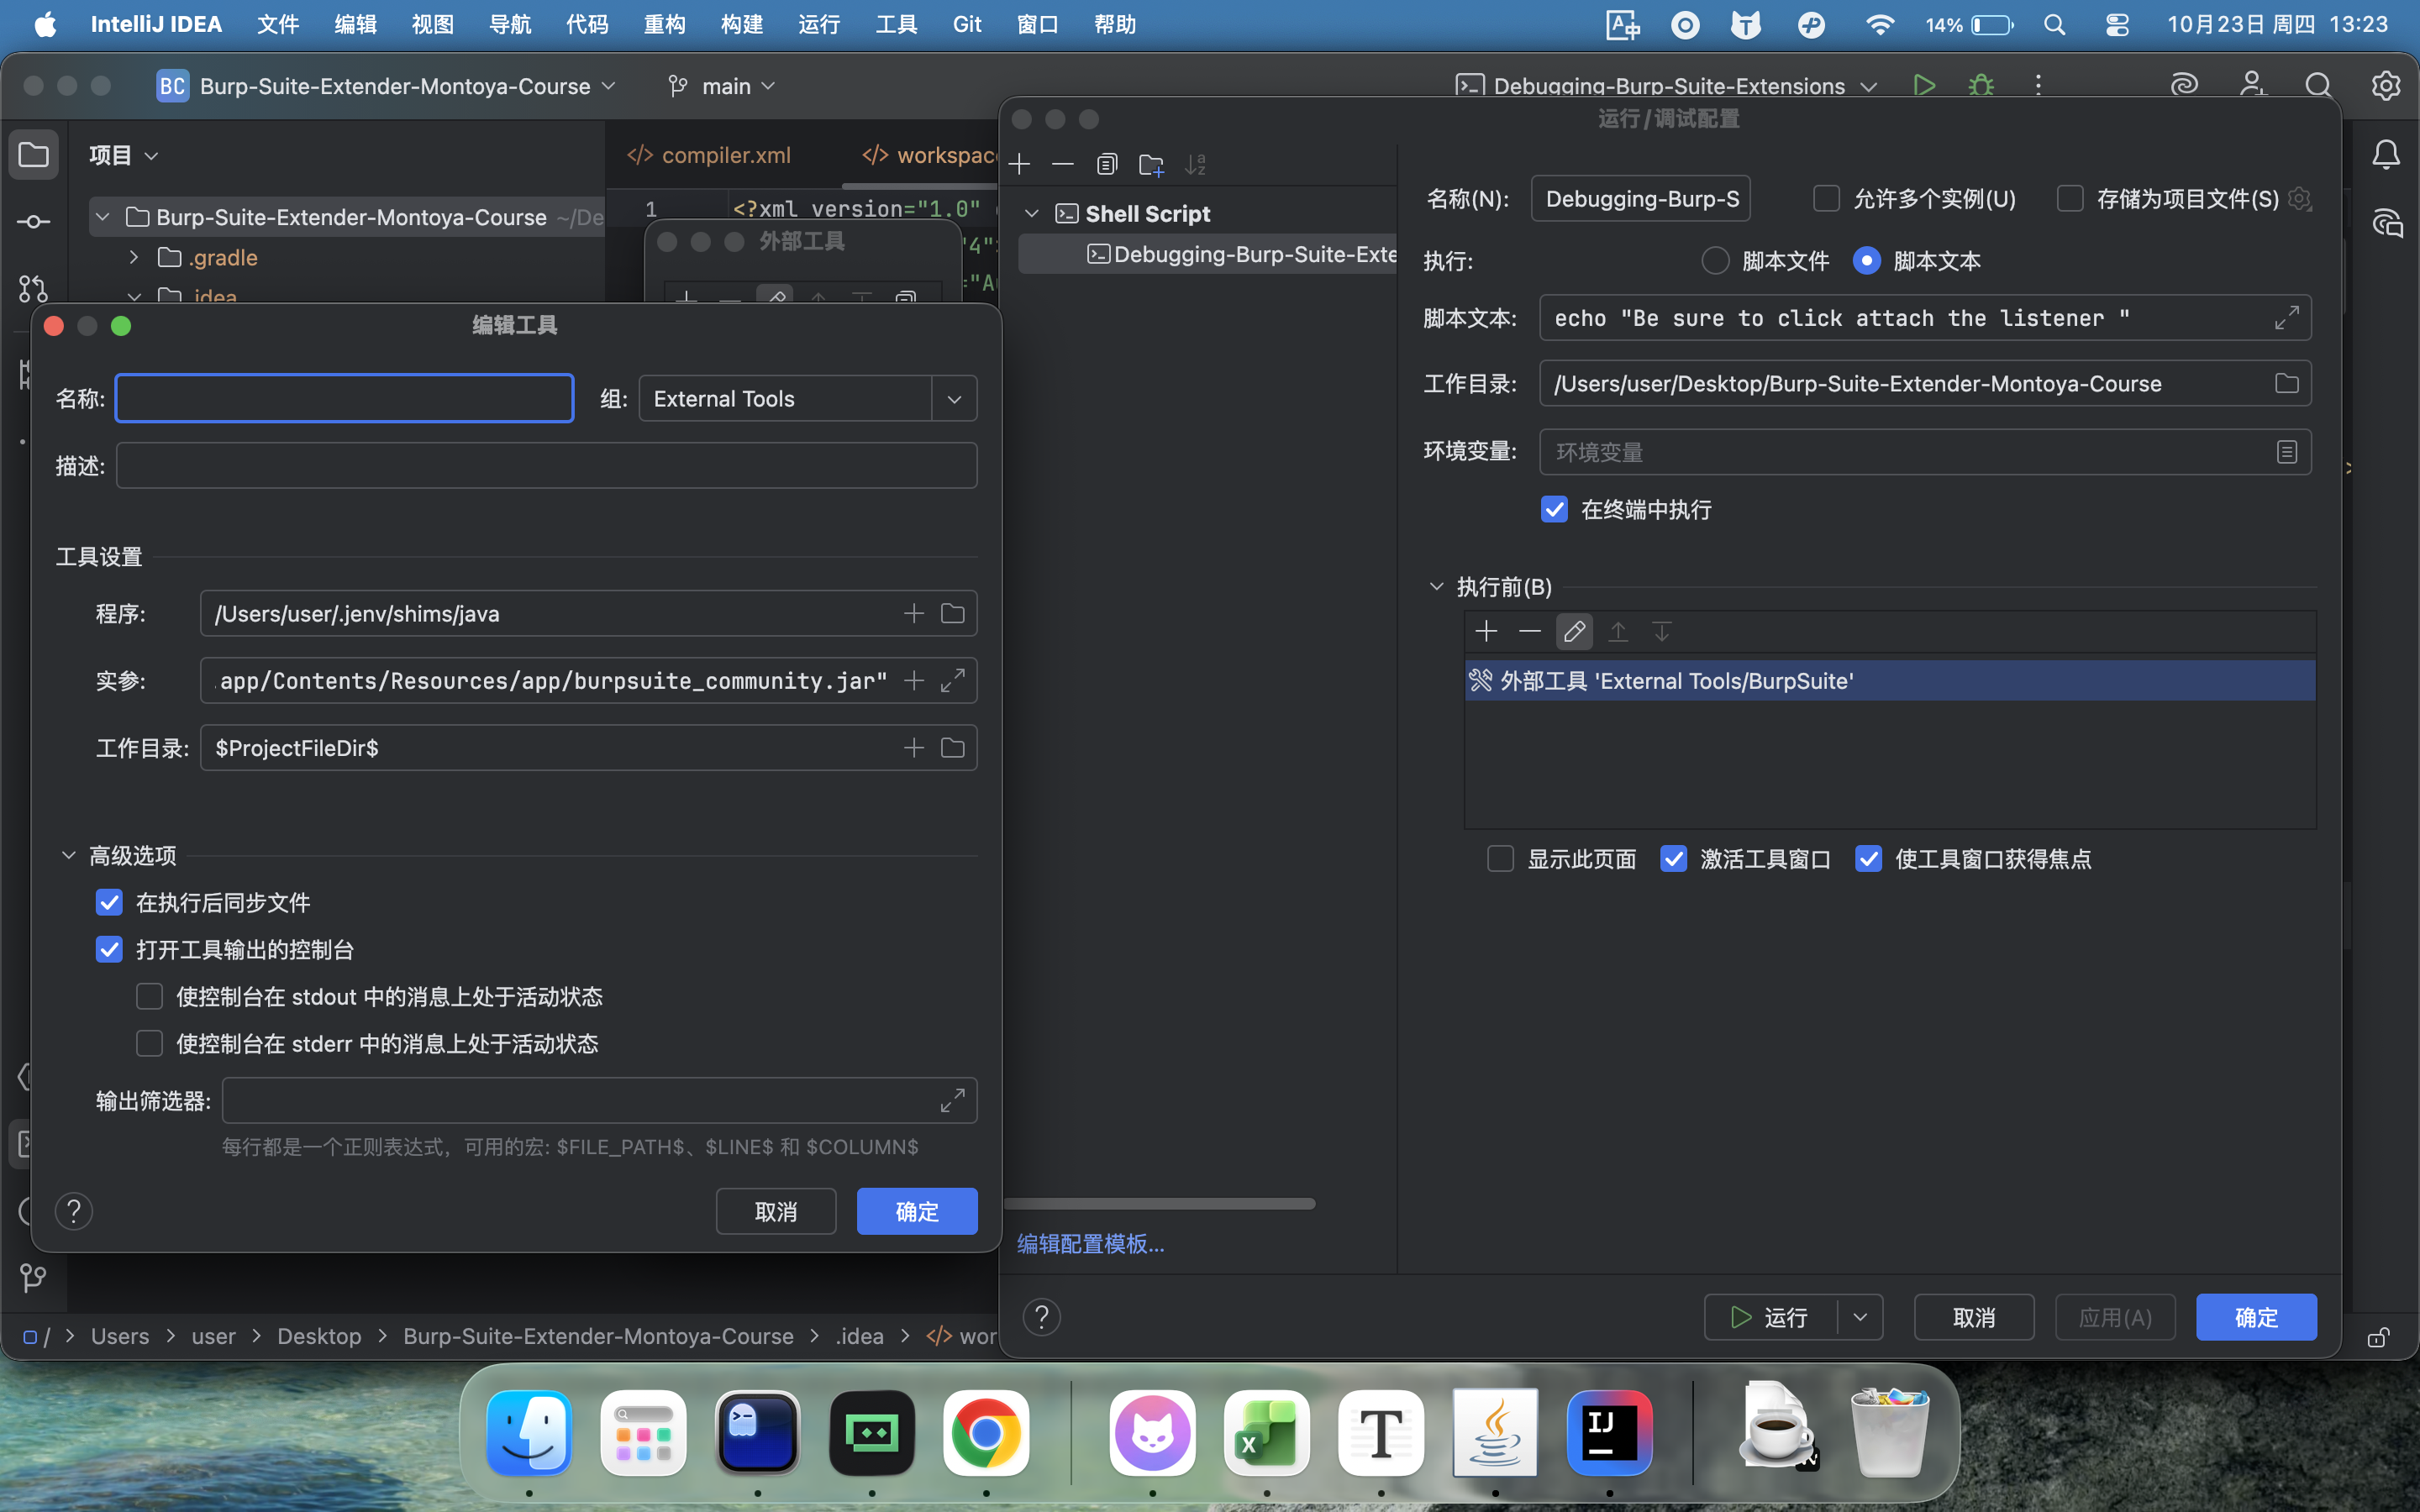 IntelliJ IDEA 文件 编辑 视图 导航 代码 重构 构建 运行 工具 Git 窗口 帮助 14% 10月23日 周四 13:23
BC Burp-Suite-Extender-Montoya-Course main Debugging-Burp-Suite-Extensions
项目
compiler.xml
Burp-Suite-Extender-Montoya-Course ~/De
.gradle
.idea
1 <?xml version="1.0"
外部工具
编辑工具
名称: 组: External Tools
描述:
工具设置
程序: /Users/user/.jenv/shims/java
实参: .app/Contents/Resources/app/burpsuite_community.jar"
工作目录: $ProjectFileDir$
高级选项
在执行后同步文件
打开工具输出的控制台
使控制台在 stdout 中的消息上处于活动状态
使控制台在 stderr 中的消息上处于活动状态
输出筛选器:
每行都是一个正则表达式，可用的宏: $FILE_PATH$、$LINE$ 和 $COLUMN$
? 取消 确定
运行/调试配置
Shell Script
Debugging-Burp-Suite-Exte
编辑配置模板...
名称(N): Debugging-Burp-S 允许多个实例(U) 存储为项目文件(S)
执行: 脚本文件 脚本文本
脚本文本: echo "Be sure to click attach the listener "
工作目录: /Users/user/Desktop/Burp-Suite-Extender-Montoya-Course
环境变量: 环境变量
在终端中执行
执行前(B)
外部工具 'External Tools/BurpSuite'
显示此页面 激活工具窗口 使工具窗口获得焦点
? 运行 取消 应用(A) 确定
/ > Users > user > Desktop > Burp-Suite-Extender-Montoya-Course > .idea > </> wor